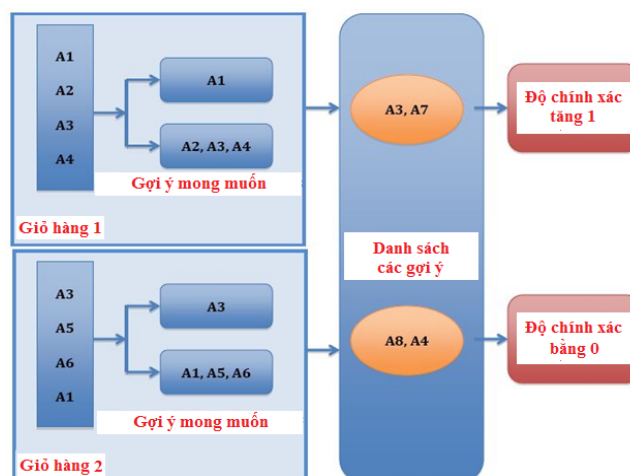 A1
A2
A3
A4
A1
A2, A3, A4
Gợi ý mong muốn
Giỏ hàng 1
A3, A7
Độ chính xác
tăng 1
Danh sách
các gợi ý
A3
A5
A6
A1
A3
A1, A5, A6
Gợi ý mong muốn
Giỏ hàng 2
A8, A4
Độ chính xác
bằng 0